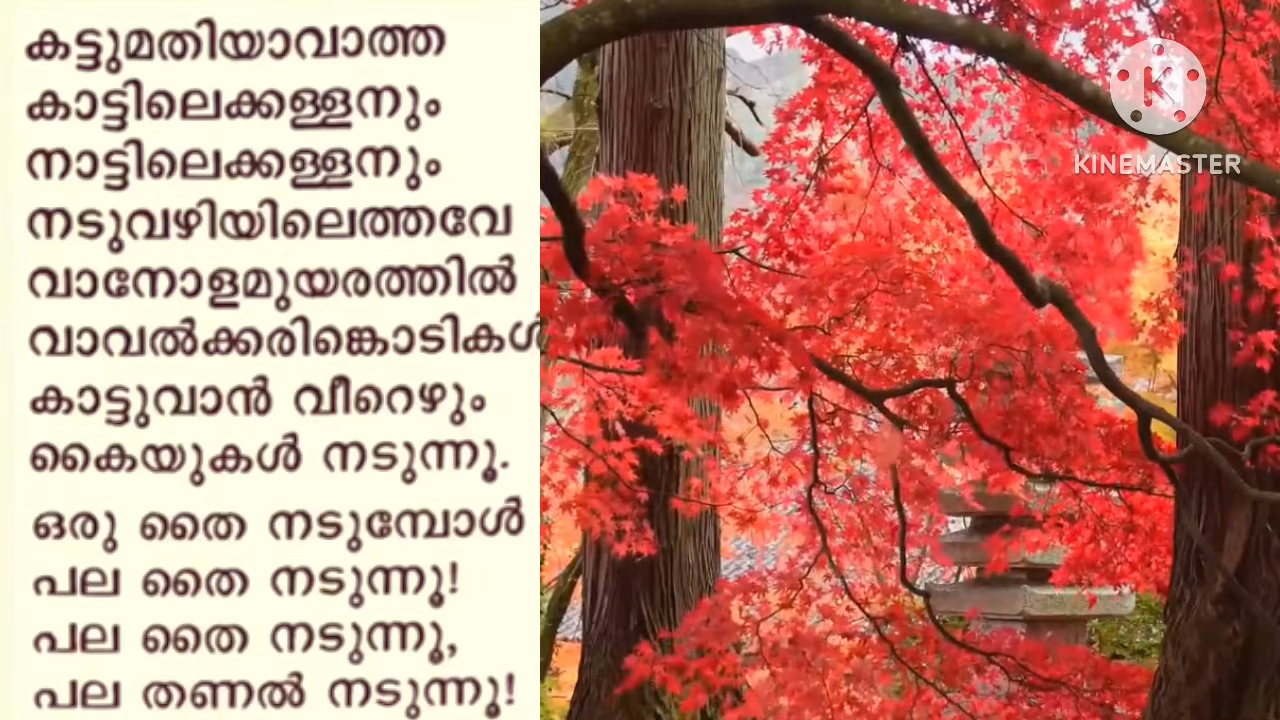 കട്ടുമതിയാവാത്ത
കാട്ടിലെക്കള്ളനും
നാട്ടിലെക്കള്ളനും
നടുവഴിയിലെത്തവേ
വാനോളമുയരത്തിൽ
വാവൽക്കരിങ്കൊടികൾ
കാട്ടുവാൻ വീറെഴും
കൈയുകൾ നടുന്നൂ.
ഒരു തൈ നടുമ്പോൾ
പല തൈ നടുന്നൂ!
പല തൈ നടുന്നൂ,
പല തണൽ നടുന്നൂ!
K
KINEMASTER